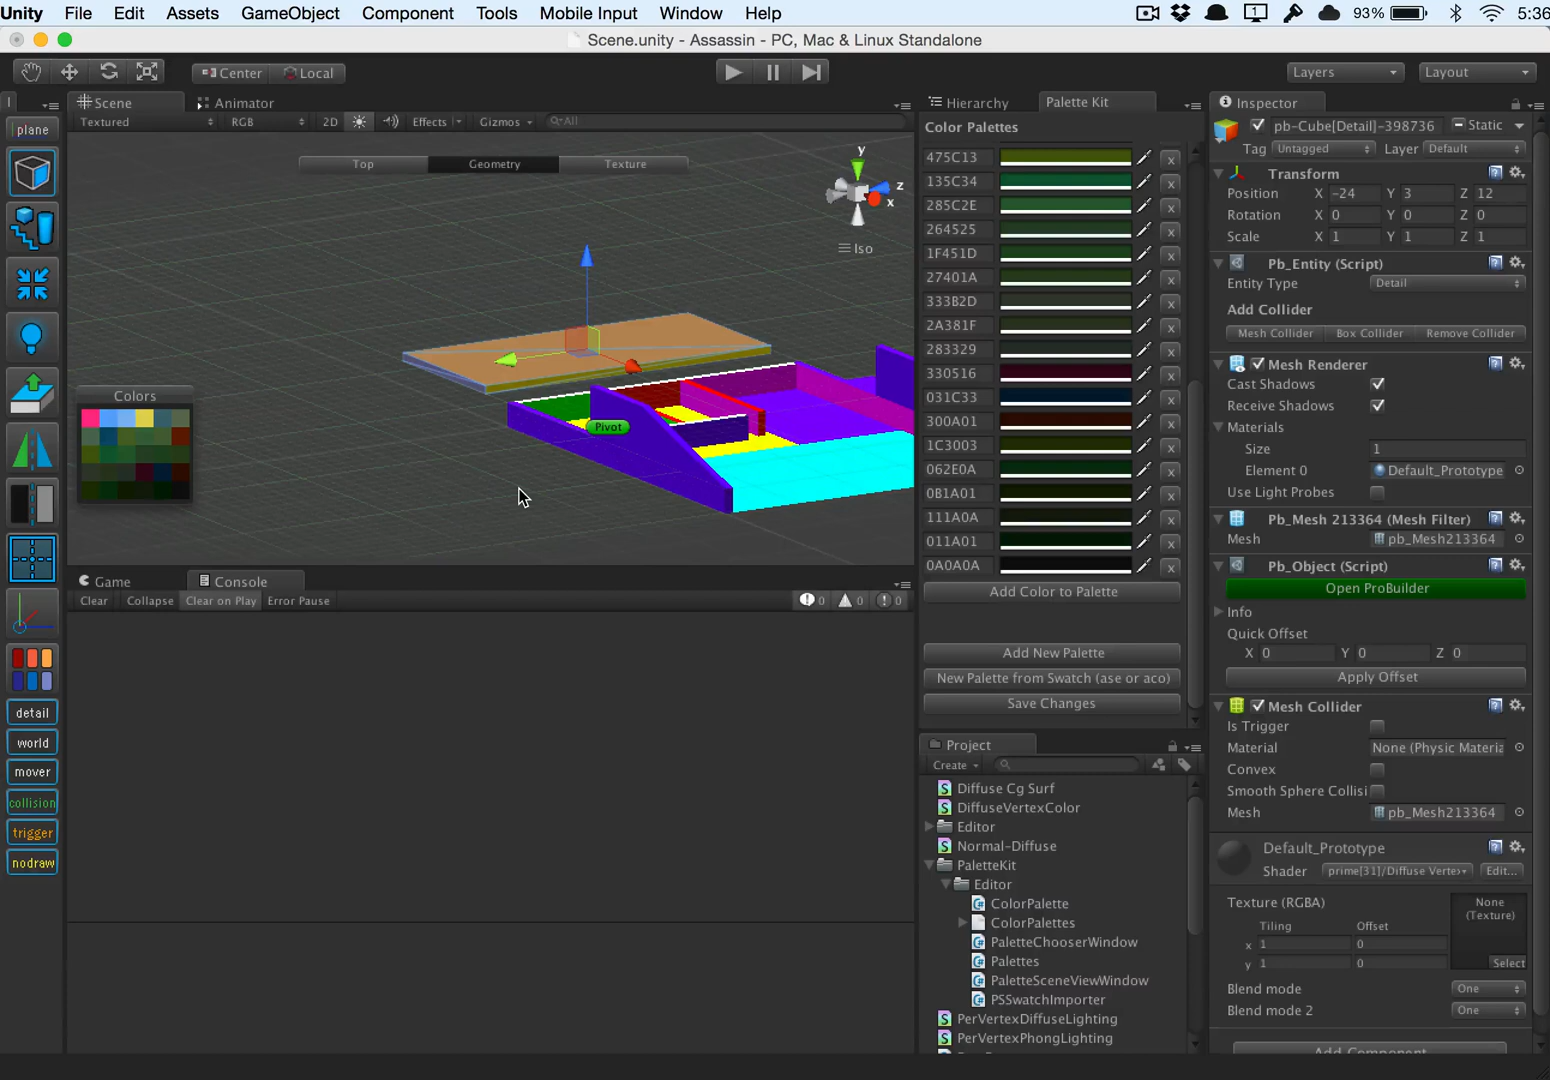 Unity File Edit Assets GameObject Component Tools Mobile Input Window Help 1 93% 5:36
Scene.unity - Assassin - PC, Mac & Linux Standalone
Center Local Layers Layout
Scene Animator
Textured RGB 2D Effects Gizmos All
Top Geometry Texture
y
z
x
Iso
Pivot
Colors
plane
detail
world
mover
collision
trigger
nodraw
Game Console
Clear Collapse Clear on Play Error Pause 0 0 0
Hierarchy Palette Kit
Color Palettes
475C13 x
135C34 x
285C2E x
264525 x
1F451D x
27401A x
333B2D x
2A381F x
283329 x
330516 x
031C33 x
300A01 x
1C3003 x
062E0A x
0B1A01 x
111A0A x
011A01 x
0A0A0A x
Add Color to Palette
Add New Palette
New Palette from Swatch (ase or aco)
Save Changes
Project
Create
Diffuse Cg Surf
DiffuseVertexColor
Editor
Normal-Diffuse
PaletteKit
Editor
ColorPalette
ColorPalettes
PaletteChooserWindow
Palettes
PaletteSceneViewWindow
PSSwatchImporter
PerVertexDiffuseLighting
PerVertexPhongLighting
Inspector
pb-Cube[Detail]-398736 Static
Tag Untagged Layer Default
Transform
Position X -24 Y 3 Z 12
Rotation X 0 Y 0 Z 0
Scale X 1 Y 1 Z 1
Pb_Entity (Script)
Entity Type Detail
Add Collider
Mesh Collider Box Collider Remove Collider
Mesh Renderer
Cast Shadows
Receive Shadows
Materials
Size 1
Element 0 Default_Prototype
Use Light Probes
Pb_Mesh 213364 (Mesh Filter)
Mesh pb_Mesh213364
Pb_Object (Script)
Open ProBuilder
Info
Quick Offset
X 0 Y 0 Z 0
Apply Offset
Mesh Collider
Is Trigger
Material None (Physic Materia
Convex
Smooth Sphere Collisi
Mesh pb_Mesh213364
Default_Prototype
Shader prime[31]/Diffuse Vertex Edit...
Texture (RGBA) None
(Texture)
Tiling Offset
x 1 0
y 1 0
Select
Blend mode One
Blend mode 2 One
Add Component